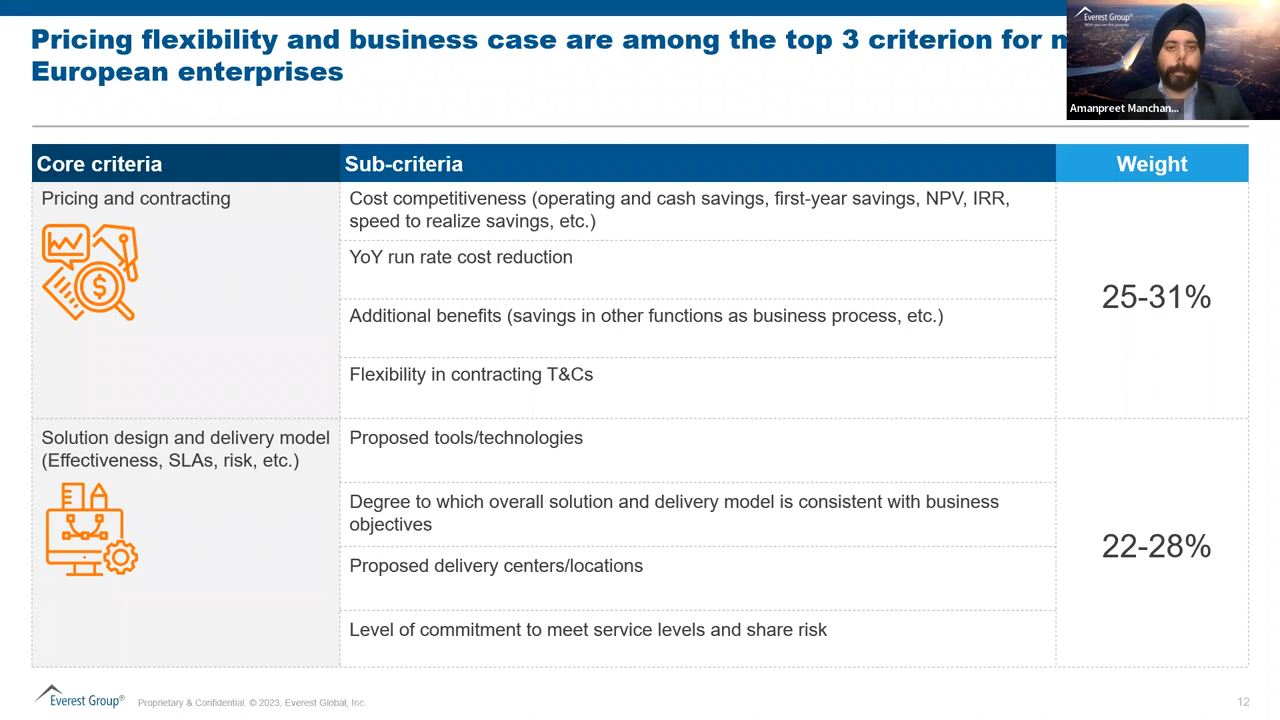 Pricing flexibility and business case are among the top 3 criterion for
European enterprises
Everest Group®
With you on the journey
Amanpreet Manchan...
Core criteria
Sub-criteria
Weight
Pricing and contracting
Cost competitiveness (operating and cash savings, first-year savings, NPV, IRR,
speed to realize savings, etc.)
YoY run rate cost reduction
Additional benefits (savings in other functions as business process, etc.)
Flexibility in contracting T&Cs
25-31%
Solution design and delivery model
(Effectiveness, SLAs, risk, etc.)
Proposed tools/technologies
Degree to which overall solution and delivery model is consistent with business
objectives
Proposed delivery centers/locations
Level of commitment to meet service levels and share risk
22-28%
Everest Group®
Proprietary & Confidential. © 2023, Everest Global, Inc.
12